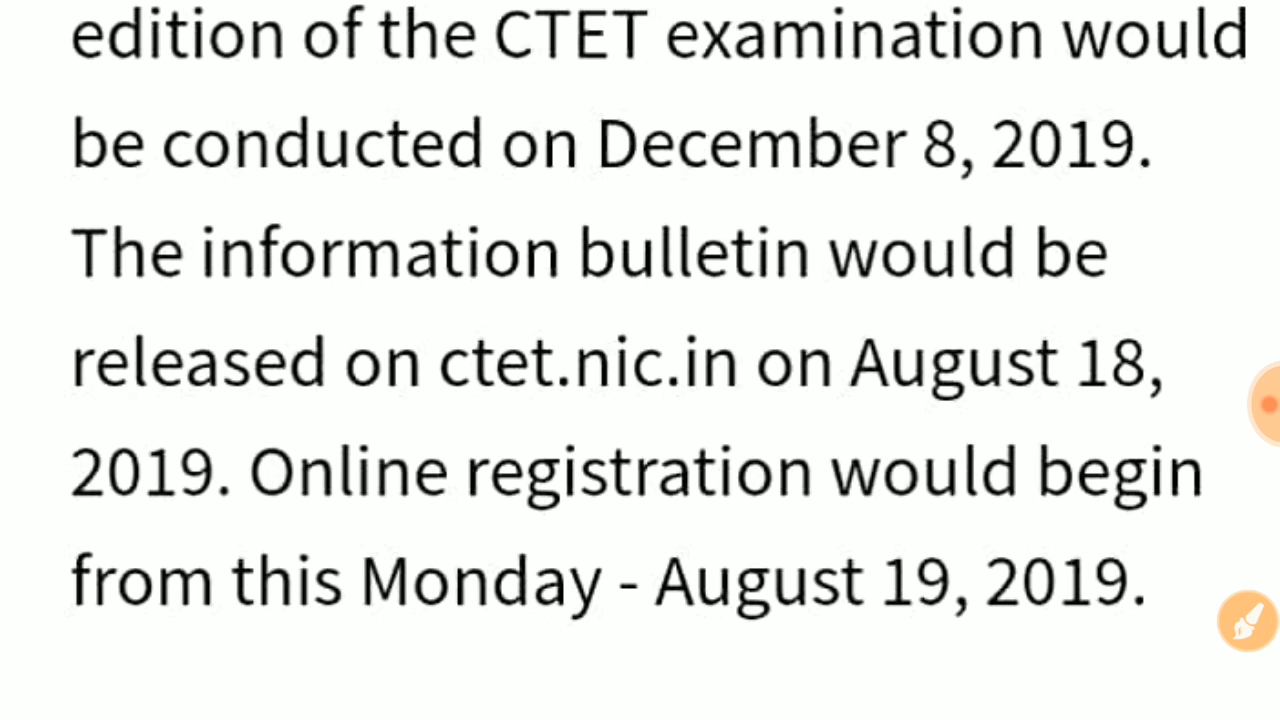 edition of the CTET examination would
be conducted on December 8, 2019.
The information bulletin would be
released on ctet.nic.in on August 18,
2019. Online registration would begin
from this Monday - August 19, 2019.